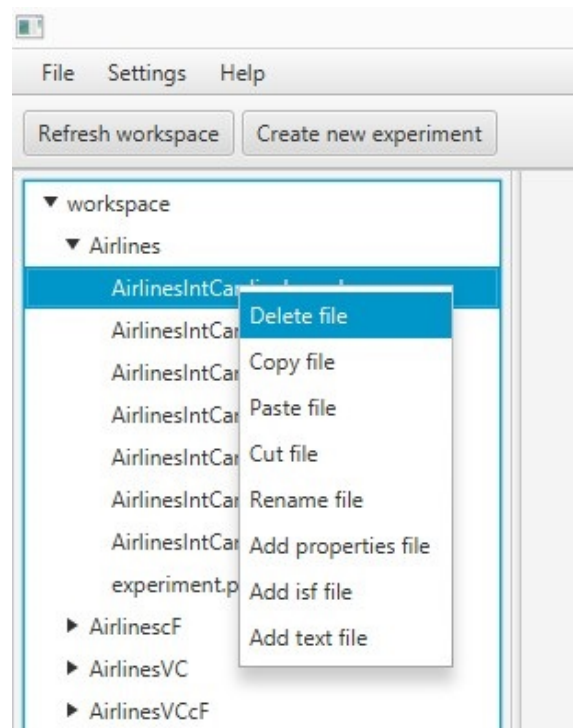 File Settings Help
Refresh workspace Create new experiment
workspace
Airlines
AirlinesIntCar
Delete file
AirlinesIntCar
Copy file
AirlinesIntCar
Paste file
AirlinesIntCar
Cut file
AirlinesIntCar
Rename file
AirlinesIntCar
Add properties file
AirlinesIntCar
experiment.p
Add isf file
AirlinescF
Add text file
AirlinesVC
AirlinesVCcF